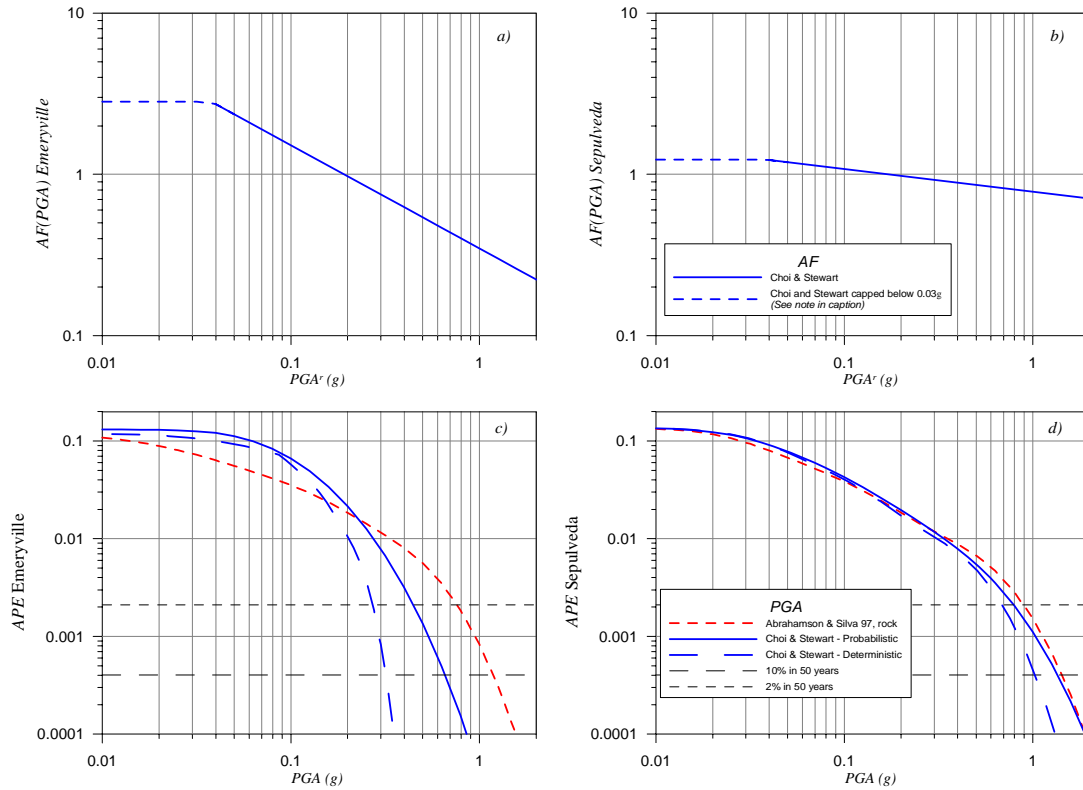 10
1
0.1
0.01
0.1
1
AF(PGA) Emeryville
PGAʳ (g)
a)
10
1
0.1
0.01
0.1
1
AF(PGA) Sepulveda
PGAʳ (g)
b)
AF
Choi & Stewart
Choi and Stewart capped below 0.03g
(See note in caption)
0.1
0.01
0.001
0.0001
0.01
0.1
1
APE Emeryville
PGA (g)
c)
0.1
0.01
0.001
0.0001
0.01
0.1
1
APE Sepulveda
PGA (g)
d)
PGA
Abrahamson & Silva 97, rock
Choi & Stewart - Probabilistic
Choi & Stewart - Deterministic
10% in 50 years
2% in 50 years